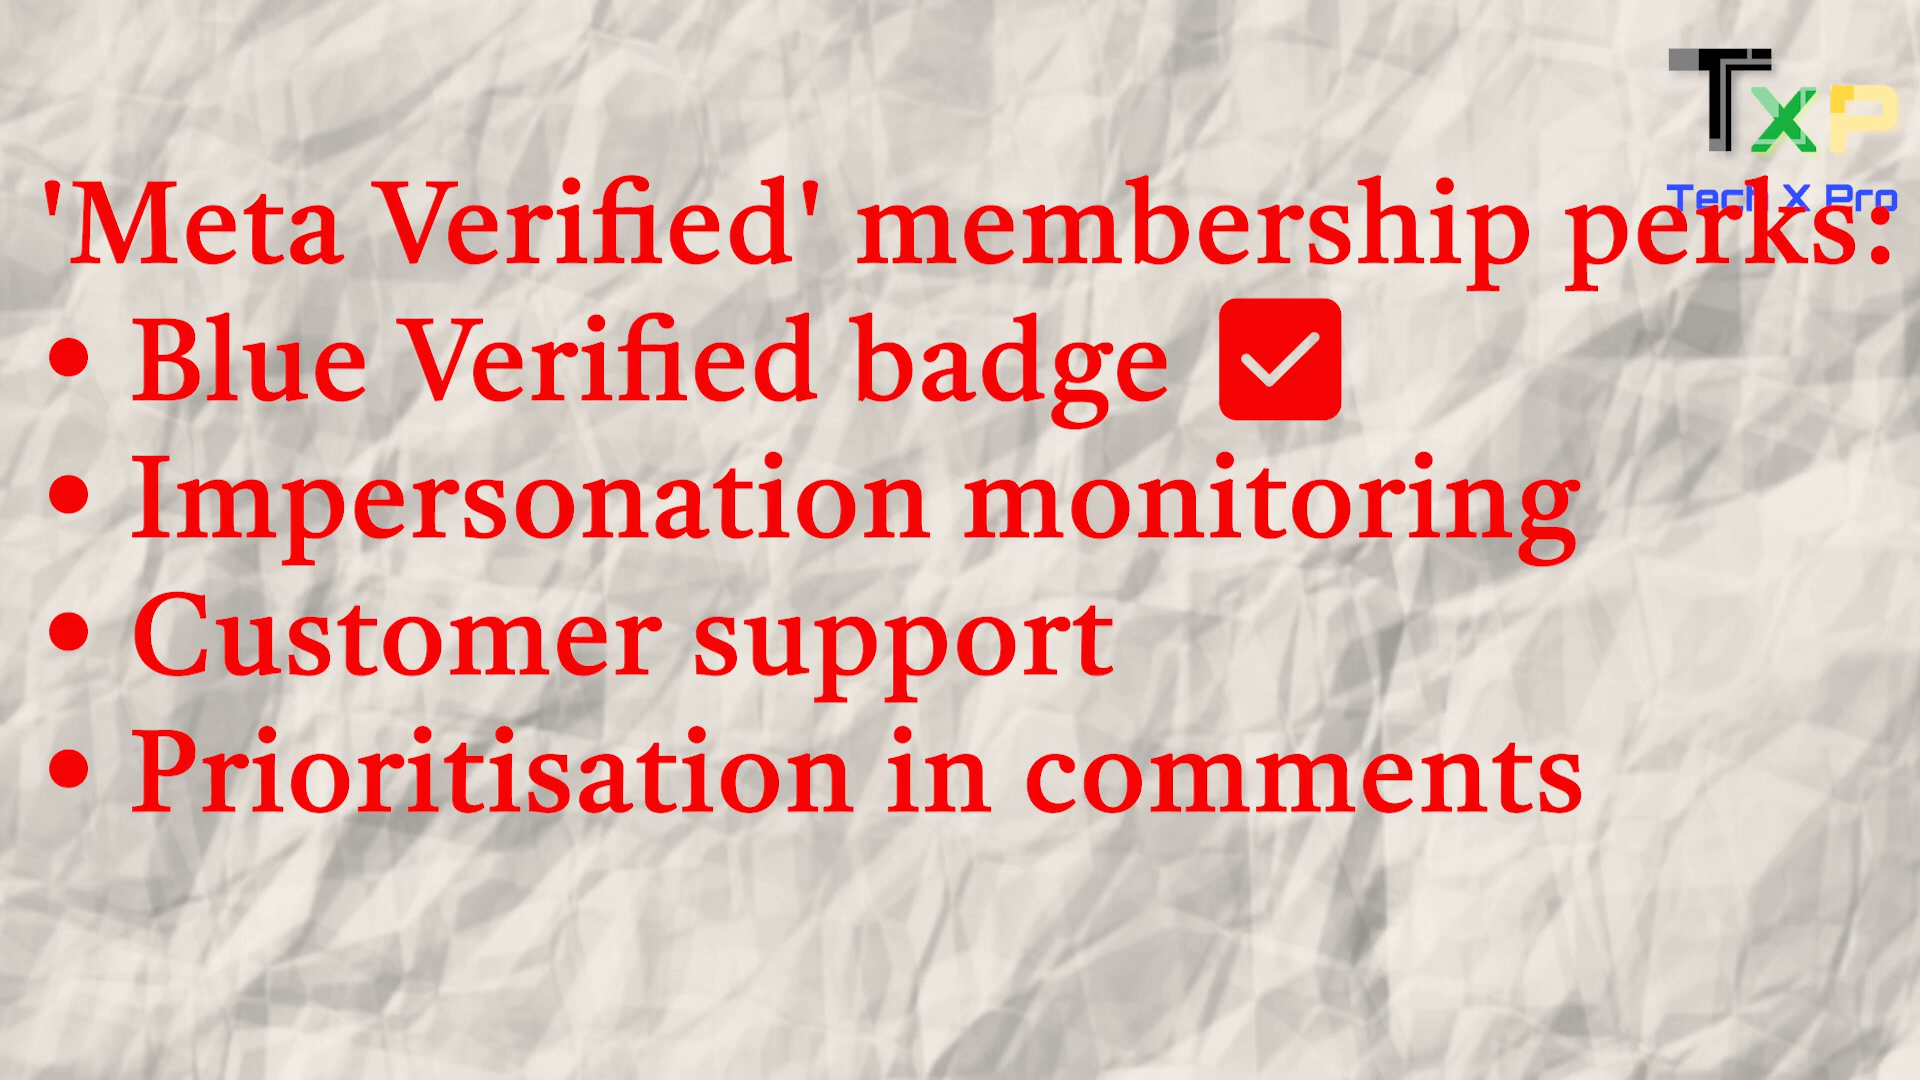 TxP
Tech X Pro
'Meta Verified' membership perks:
• Blue Verified badge ✅
• Impersonation monitoring
• Customer support
• Prioritisation in comments